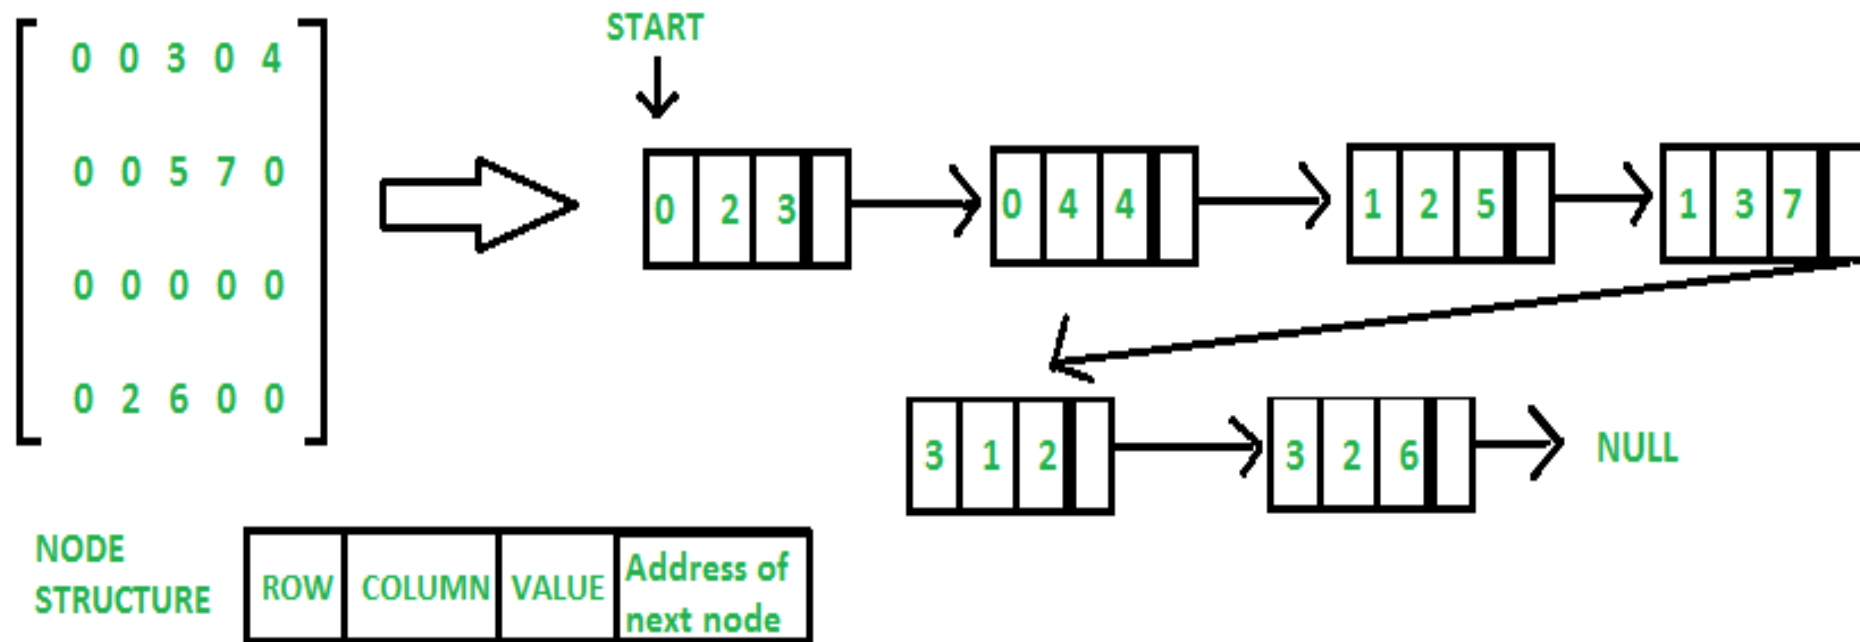 0 0 3 0 4
0 0 5 7 0
0 0 0 0 0
0 2 6 0 0
START
0 2 3
0 4 4
1 2 5
1 3 7
3 1 2
3 2 6
NULL
NODE
STRUCTURE
ROW COLUMN VALUE Address of
next node